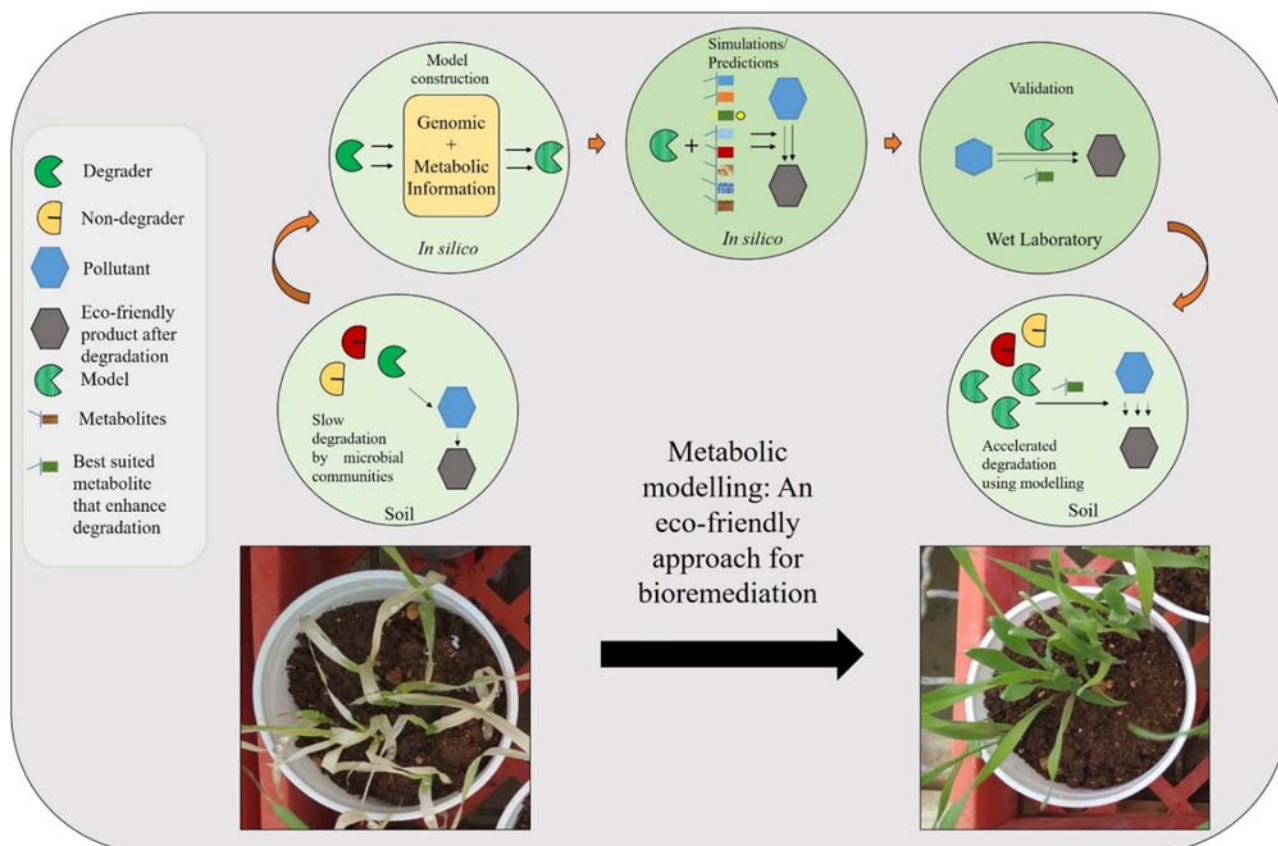 Model
construction
Genomic
+
Metabolic
Information
In silico
Simulations/
Predictions
+
In silico
Validation
Wet Laboratory
Degrader
Non-degrader
Pollutant
Eco-friendly
product after
degradation
Model
Metabolites
Best suited
metabolite
that enhance
degradation
Slow
degradation
by microbial
communities
Soil
Metabolic
modelling: An
eco-friendly
approach for
bioremediation
Accelerated
degradation
using modelling
Soil